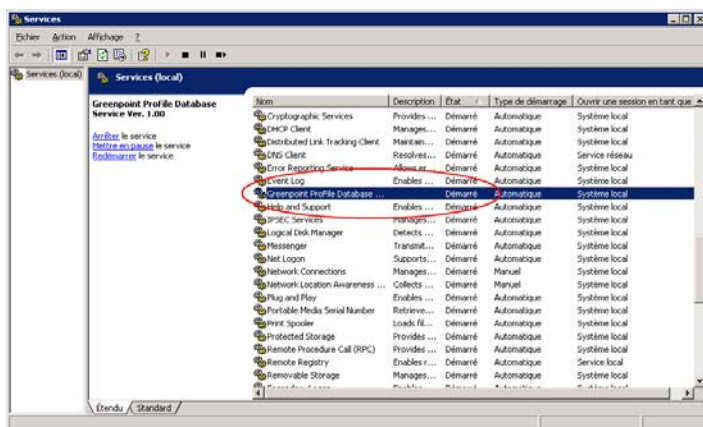 Services
Fichier Action Affichage ?
Services (local)
Services (local)
Greenpoint ProFile Database
Service Ver. 1.00
Arrêter le service
Mettre en pause le service
Redémarrer le service
Nom Description État Type de démarrage Ouvrir une session en tant que
Cryptographic Services Provides ... Démarré Automatique Système local
DHCP Client Manages... Démarré Automatique Système local
Distributed Link Tracking Client Maintain... Démarré Automatique Système local
DNS Client Resolves... Démarré Automatique Service réseau
Error Reporting Service Allows er... Démarré Automatique Système local
Event Log Enables ... Démarré Automatique Système local
Greenpoint ProFile Database ... Démarré Automatique Système local
Help and Support Enables ... Démarré Automatique Système local
IPSEC Services Manages... Démarré Automatique Système local
Logical Disk Manager Detects ... Démarré Automatique Système local
Messenger Transmit... Démarré Automatique Système local
Net Logon Supports... Démarré Automatique Système local
Network Connections Manages... Démarré Manuel Système local
Network Location Awareness ... Collects ... Démarré Manuel Système local
Plug and Play Enables ... Démarré Automatique Système local
Portable Media Serial Number Retrieve... Démarré Automatique Système local
Print Spooler Loads fil... Démarré Automatique Système local
Protected Storage Provides ... Démarré Automatique Système local
Remote Procedure Call (RPC) Provides ... Démarré Automatique Système local
Remote Registry Enables r... Démarré Automatique Service local
Removable Storage Manages... Démarré Automatique Système local
Étendu Standard